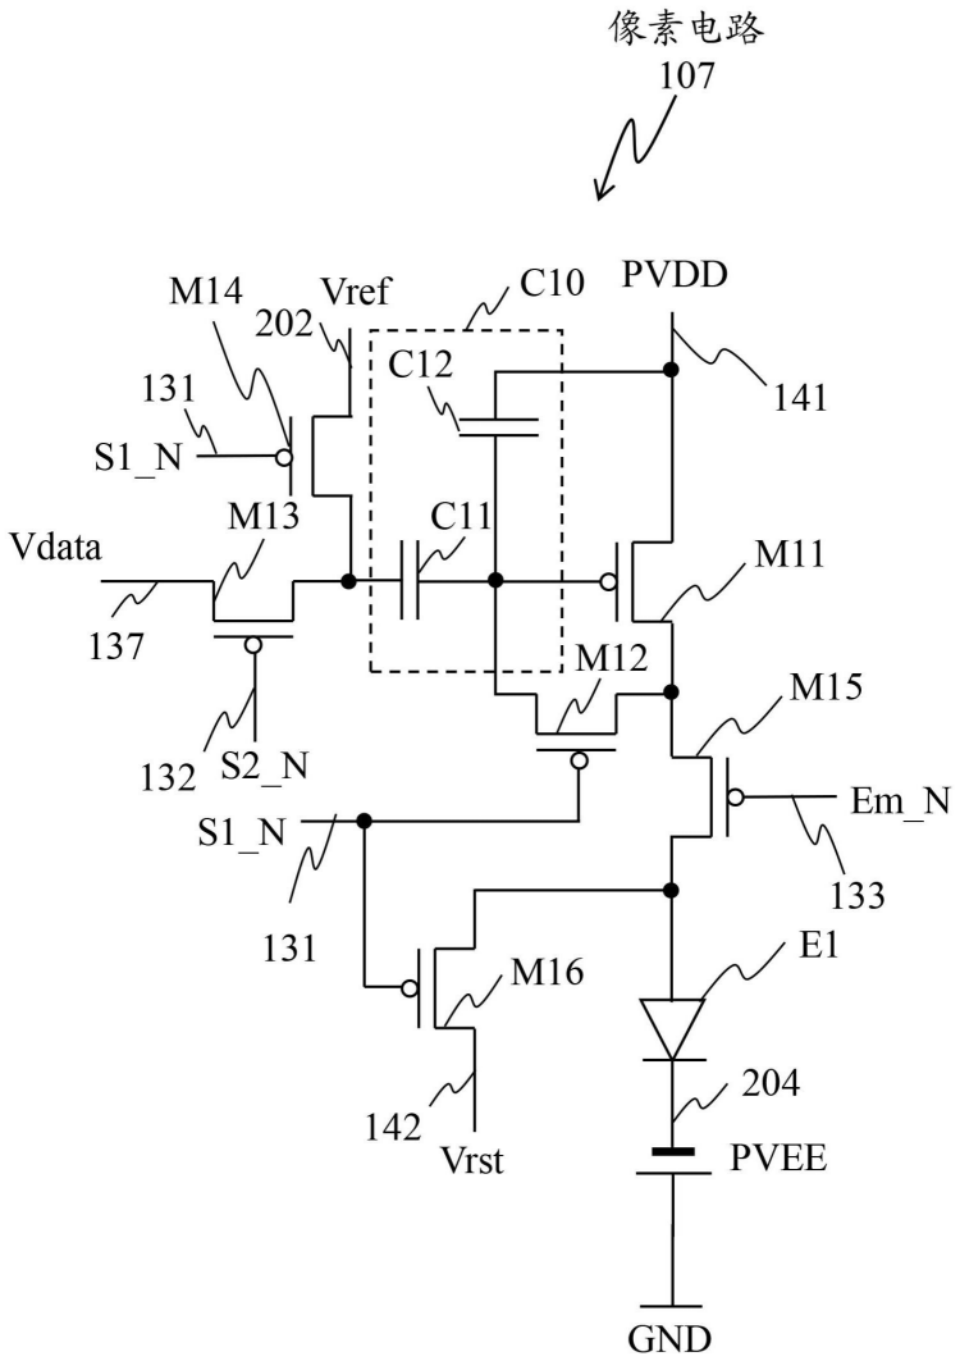 像素电路
107
PVDD
C10
M14
Vref
202
C12
131
141
S1_N
M13
C11
Vdata
M11
137
M12
M15
132
S2_N
S1_N
Em_N
133
131
E1
M16
204
142
Vrst
PVEE
GND